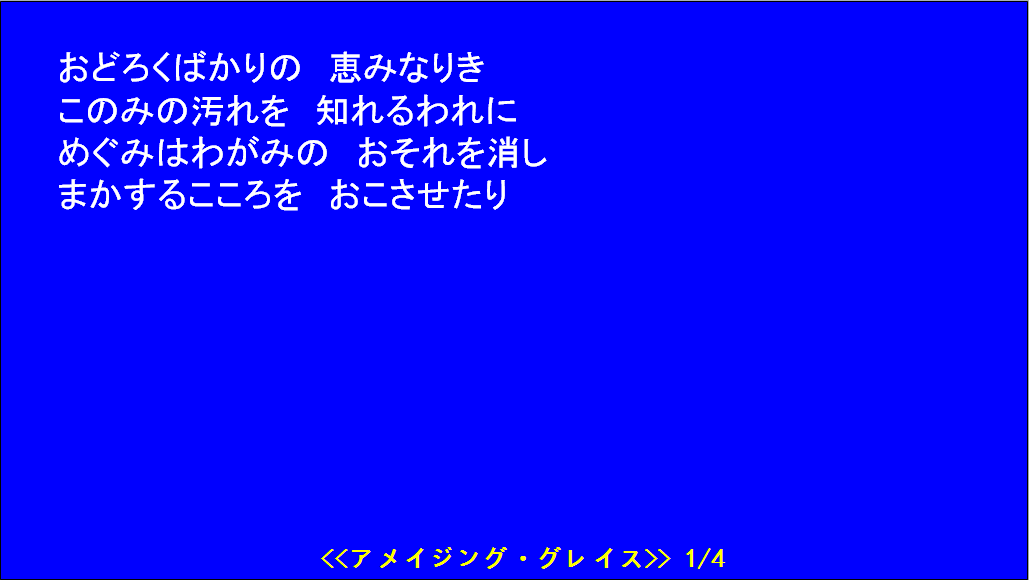 おどろくばかりの　恵みなりき
このみの汚れを　知れるわれに
めぐみはわがみの　おそれを消し
まかするこころを　おこさせたり
<<アメイジング・グレイス>> 1/4